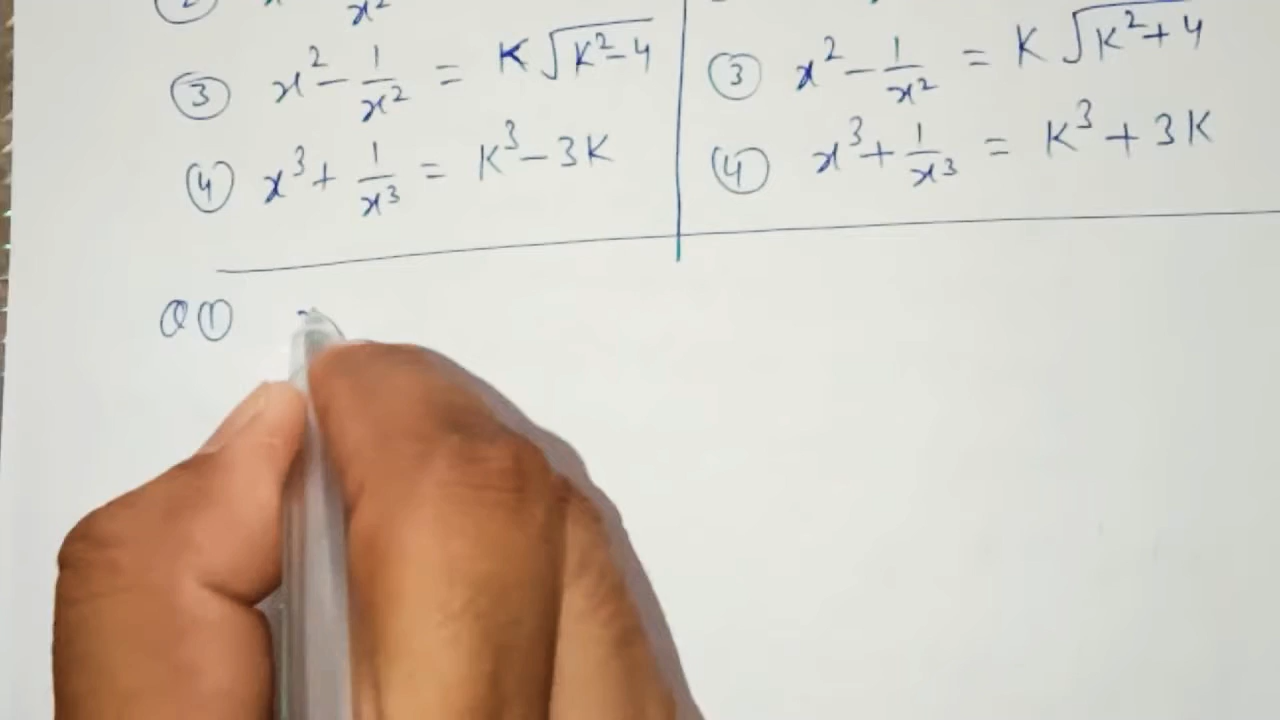 ③ x² - 1/x² = K √(K² - 4)
④ x³ + 1/x³ = K³ - 3K
③ x² - 1/x² = K √(K² + 4)
④ x³ + 1/x³ = K³ + 3K
Q ①